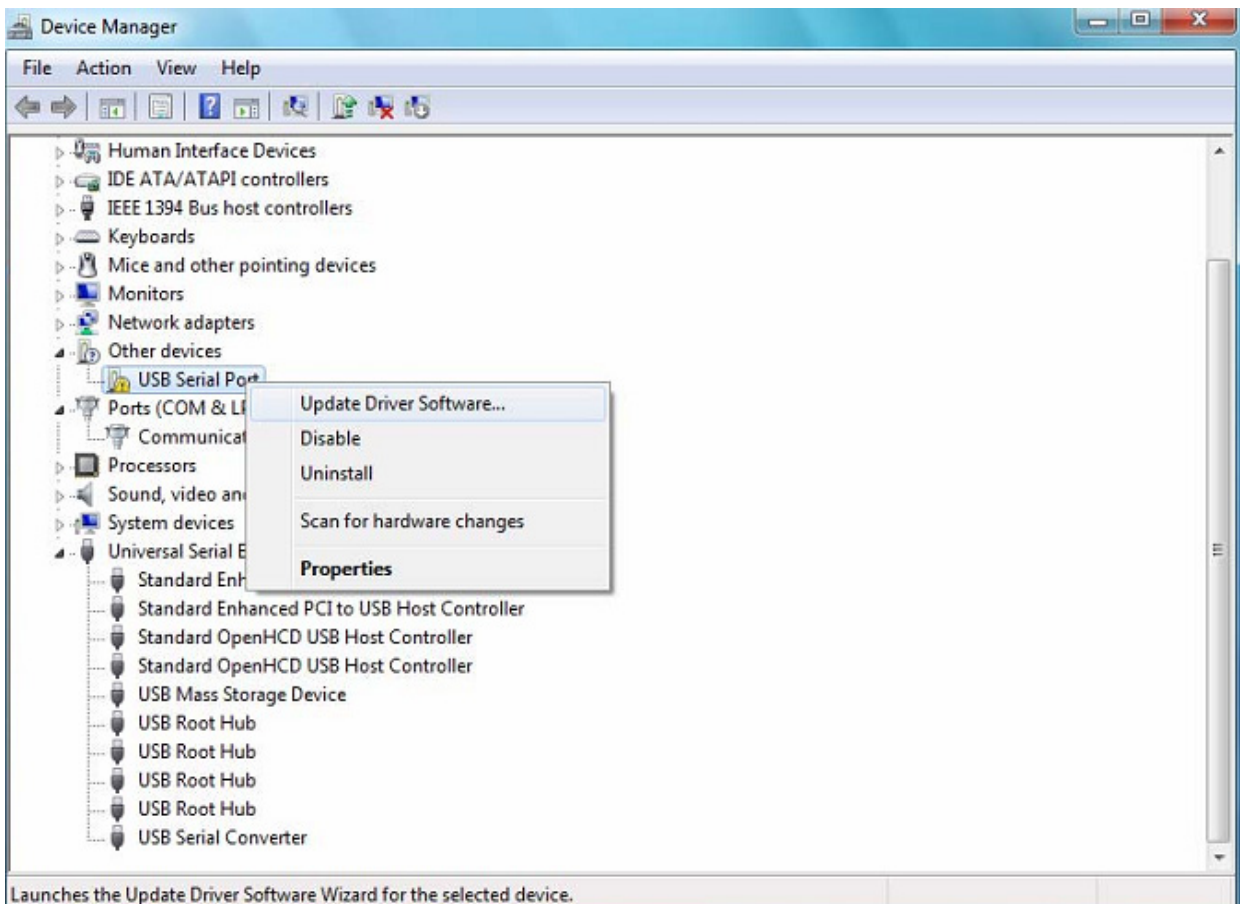 Device Manager
File Action View Help
Human Interface Devices
IDE ATA/ATAPI controllers
IEEE 1394 Bus host controllers
Keyboards
Mice and other pointing devices
Monitors
Network adapters
Other devices
USB Serial Port
Ports (COM &
Processors
Sound, video
System devices
Universal Serial
Standard
Standard Enhanced PCI to USB Host Controller
Standard OpenHCD USB Host Controller
Standard OpenHCD USB Host Controller
USB Mass Storage Device
USB Root Hub
USB Root Hub
USB Root Hub
USB Root Hub
USB Serial Converter
Update Driver Software...
Disable
Uninstall
Scan for hardware changes
Properties
Launches the Update Driver Software Wizard for the selected device.